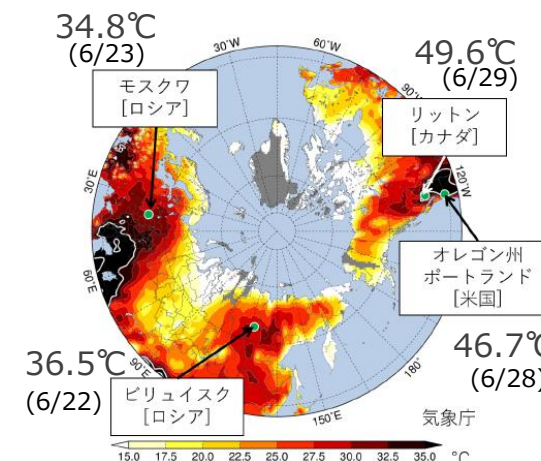 34.8℃
(6/23)
モスクワ
[ロシア]
30˚W
60˚W
49.6℃
(6/29)
90˚W
リットン
[カナダ]
120˚W
30˚E
60˚E
オレゴン州
ポートランド
[米国]
46.7℃
(6/28)
36.5℃
(6/22)
90˚E
ビリュイスク
[ロシア]
150˚E
180˚
気象庁
15.0 17.5 20.0 22.5 25.0 27.5 30.0 32.5 35.0 ℃